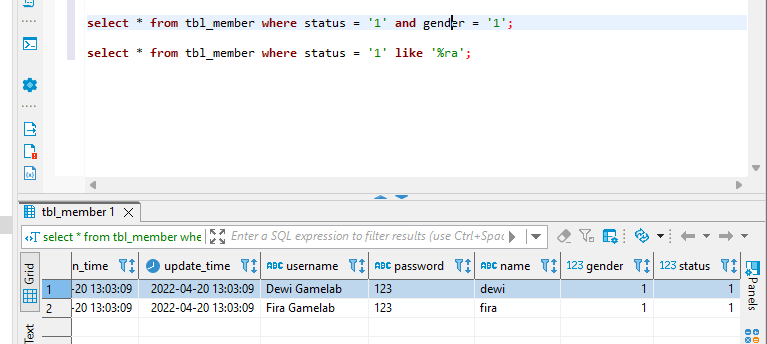 select * from tbl_member where status = '1' and gender = '1';
select * from tbl_member where status = '1' like '%ra';
tbl_member 1
select * from tbl_member whe
Enter a SQL expression to filter results (use Ctrl+Spac
Grid
Text
Panels
n_time update_time ABC username ABC password ABC name 123 gender 123 status
1 -20 13:03:09 2022-04-20 13:03:09 Dewi Gamelab 123 dewi 1 1
2 -20 13:03:09 2022-04-20 13:03:09 Fira Gamelab 123 fira 1 1